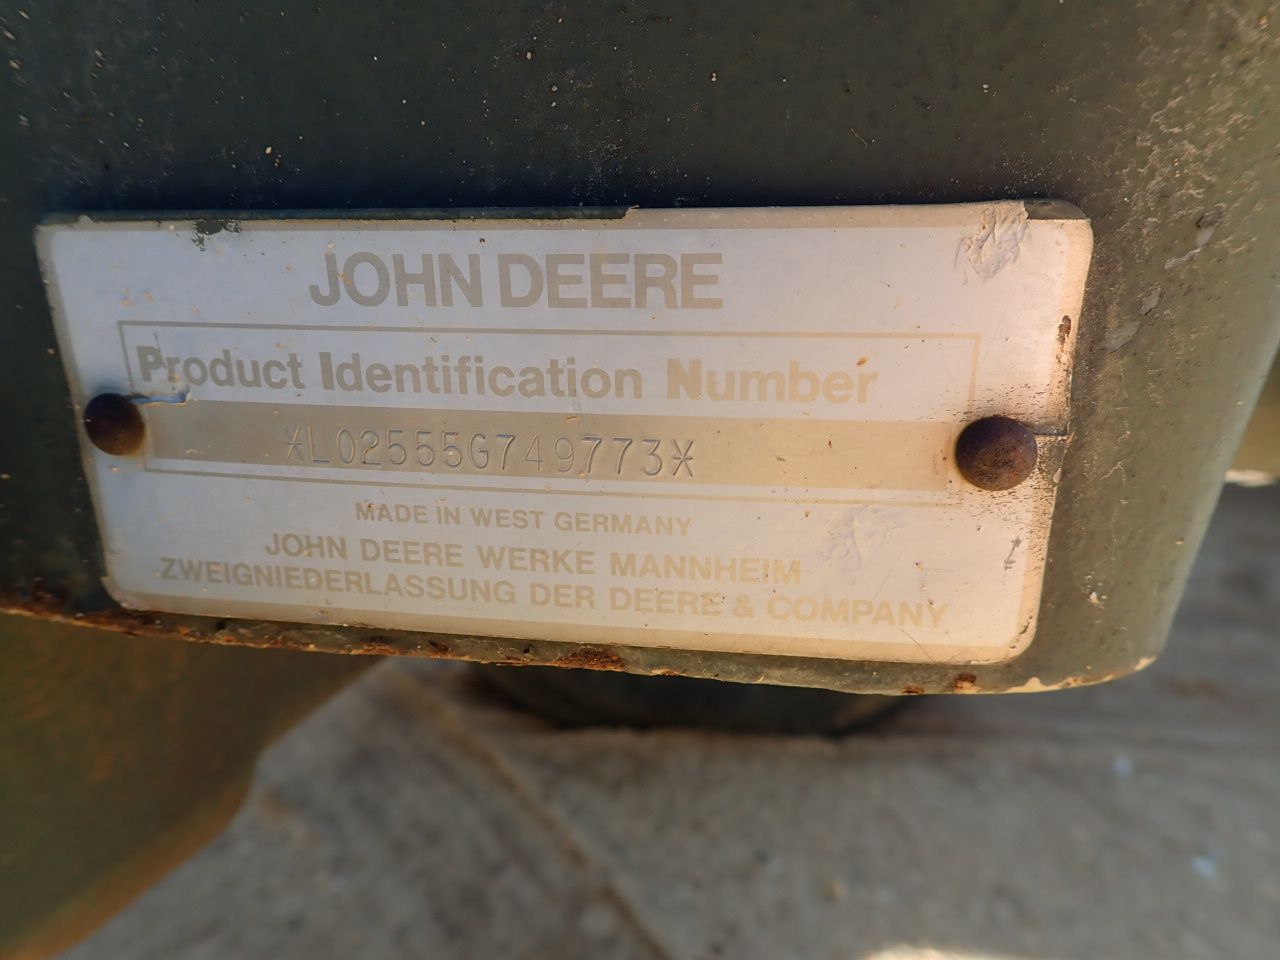 JOHN DEERE
Product Identification Number
*L02555G749773*
MADE IN WEST GERMANY
JOHN DEERE WERKE MANNHEIM
ZWEIGNIEDERLASSUNG DER DEERE & COMPANY